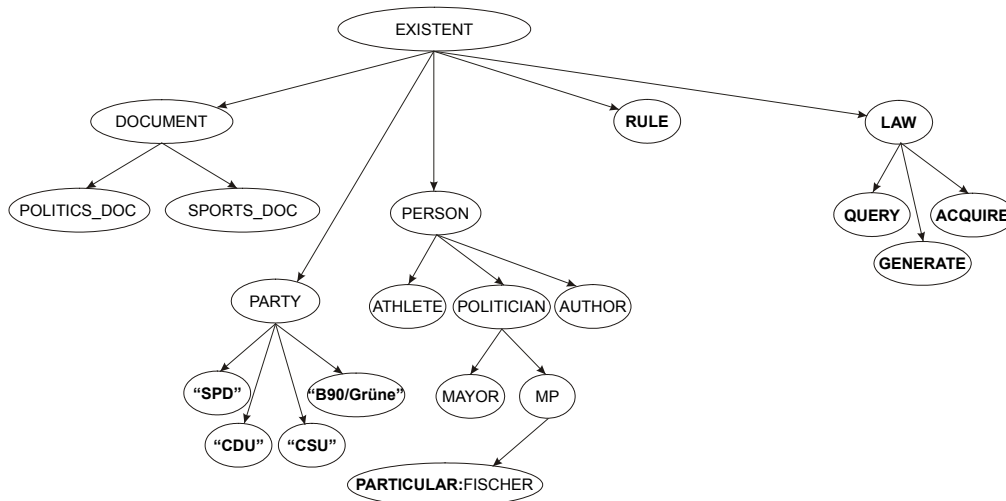 EXISTENT
DOCUMENT
RULE
LAW
POLITICS_DOC
SPORTS_DOC
PERSON
QUERY
ACQUIRE
GENERATE
PARTY
ATHLETE
POLITICIAN
AUTHOR
“SPD”
“B90/Grüne”
MAYOR
MP
“CDU”
“CSU”
PARTICULAR:FISCHER